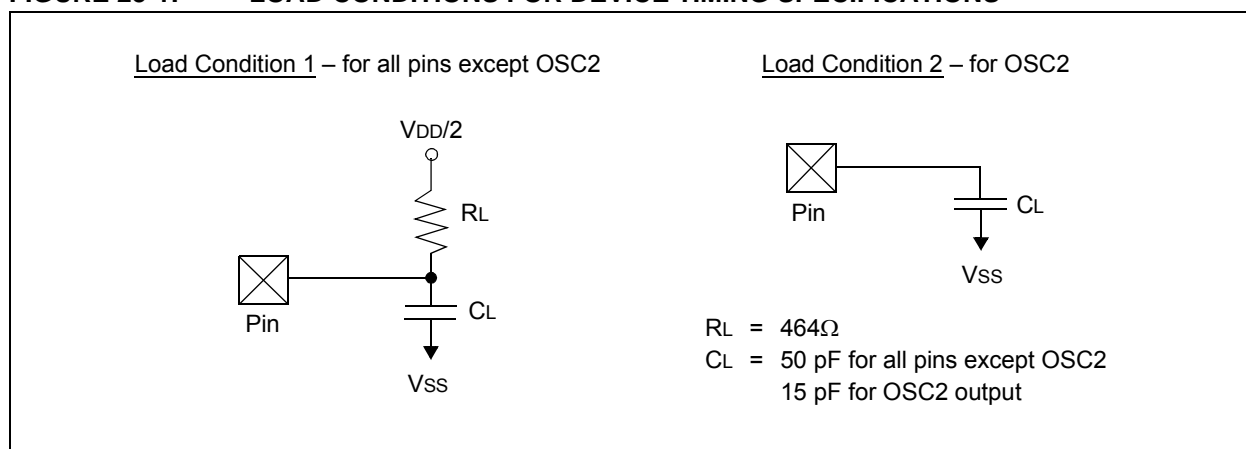 Load Condition 1 – for all pins except OSC2
VDD/2
RL
Pin
CL
VSS
Load Condition 2 – for OSC2
Pin
CL
VSS
RL = 464Ω
CL = 50 pF for all pins except OSC2
15 pF for OSC2 output